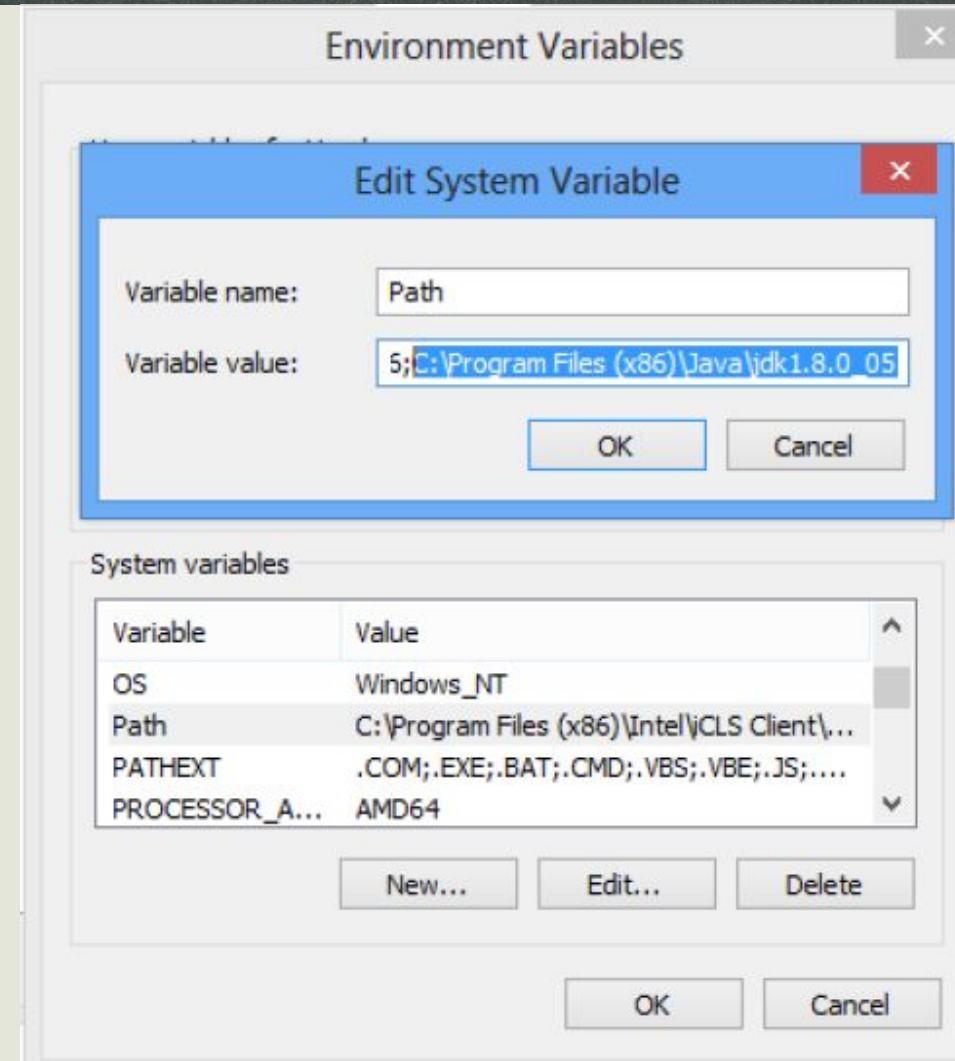 Environment Variables
Edit System Variable
Variable name:
Path
Variable value:
5;C:\Program Files (x86)\Java\jdk1.8.0_05
OK
Cancel
System variables
Variable Value
OS Windows_NT
Path C:\Program Files (x86)\Intel\iCLS Client\...
PATHEXT .COM;.EXE;.BAT;.CMD;.VBS;.VBE;.JS;....
PROCESSOR_A... AMD64
New...
Edit...
Delete
OK
Cancel